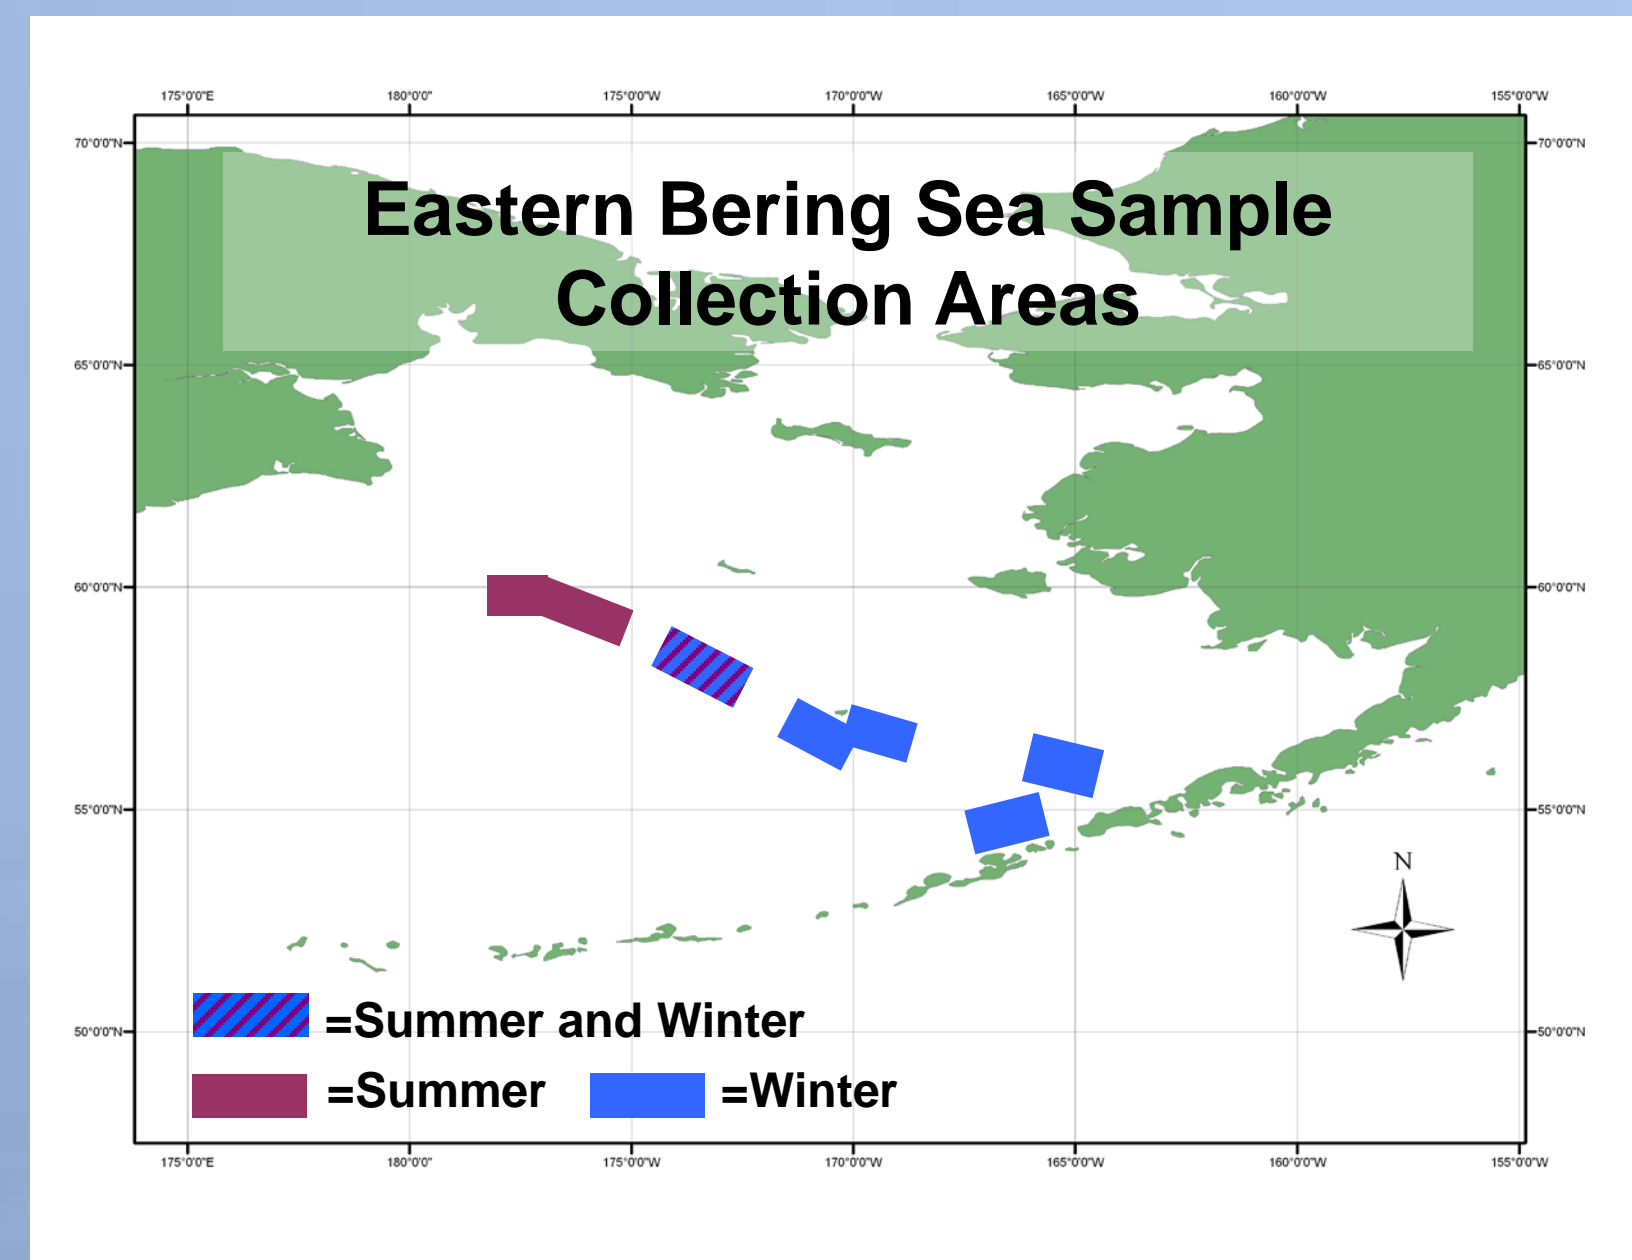 Eastern Bering Sea Sample
Collection Areas
175°0'0"E 180°0'0" 175°0'0"W 170°0'0"W 165°0'0"W 160°0'0"W 155°0'0"W
70°0'0"N 70°0'0"N
65°0'0"N 65°0'0"N
60°0'0"N 60°0'0"N
55°0'0"N 55°0'0"N
N
=Summer and Winter
50°0'0"N 50°0'0"N
=Summer =Winter
175°0'0"E 180°0'0" 175°0'0"W 170°0'0"W 165°0'0"W 160°0'0"W 155°0'0"W